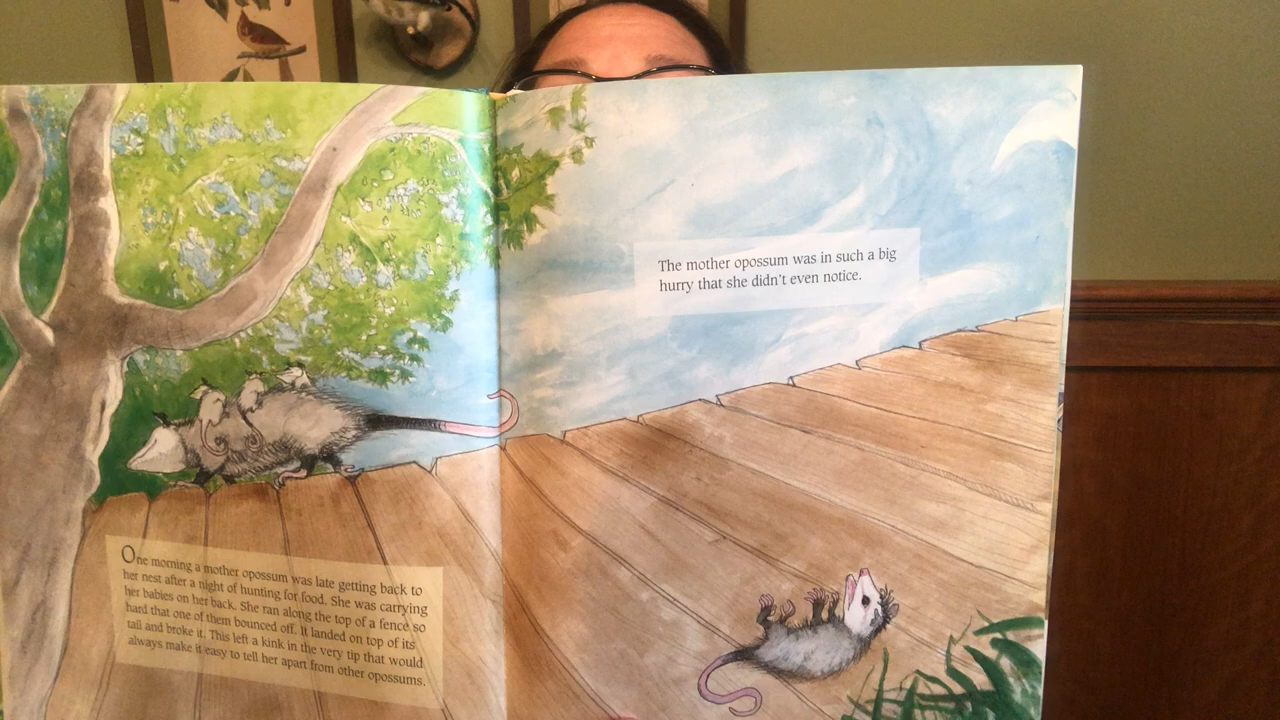 One morning a mother opossum was late getting back to
her nest after a night of hunting for food. She was carrying
her babies on her back. She ran along the top of a fence so
hard that one of them bounced off. It landed on top of its
tail and broke it. This left a kink in the very tip that would
always make it easy to tell her apart from other opossums.
The mother opossum was in such a big
hurry that she didn't even notice.